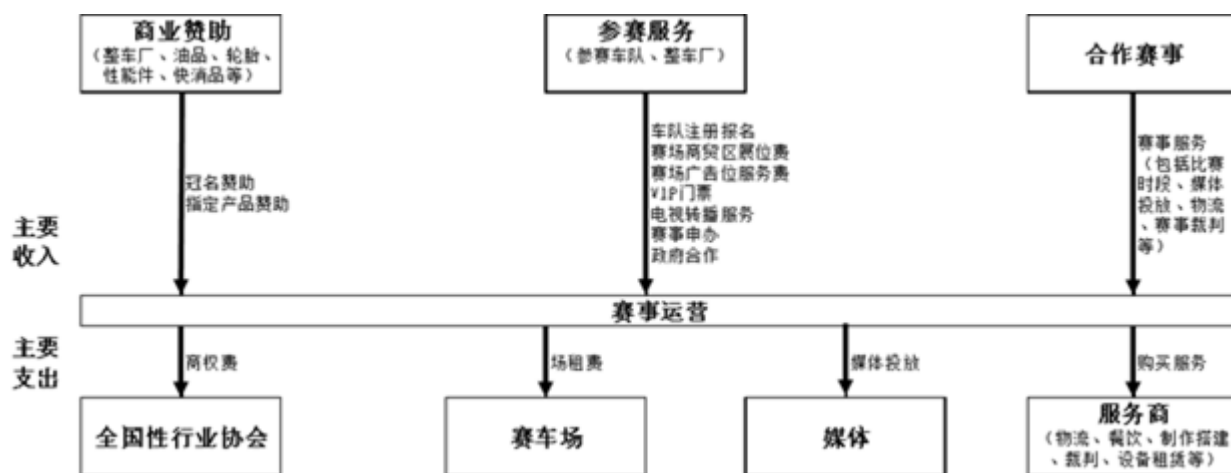 商业赞助
（整车厂、油品、轮胎、
性能件、快消品等）
参赛服务
（参赛车队、整车厂）
合作赛事
冠名赞助
指定产品赞助
车队注册报名
赛场商贸区展位费
赛场广告位服务费
VIP门票
电视转播服务
赛事申办
政府合作
赛事服务
（包括比赛
时段、媒体
投放、物流
、赛事裁判
等）
主要
收入
赛事运营
主要
支出
商权费
场租费
媒体投放
购买服务
全国性行业协会
赛车场
媒体
服务商
（物流、餐饮、制作搭建
、裁判、设备租赁等）